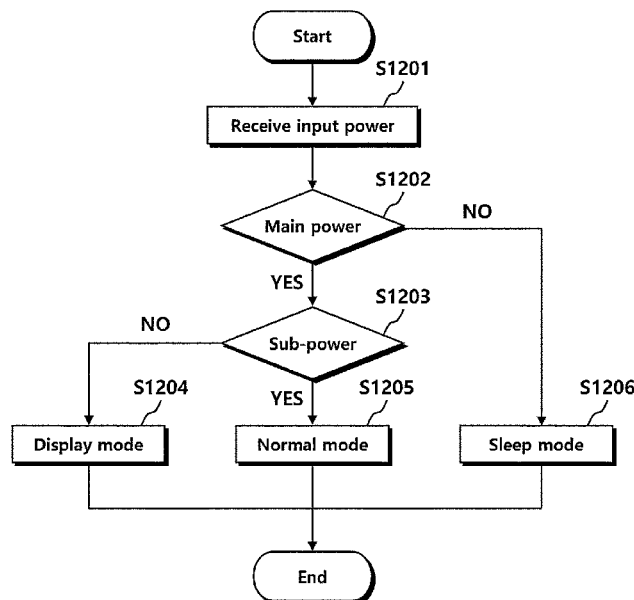 Start
S1201
Receive input power
S1202
Main power
NO
YES
S1203
NO
Sub-power
S1204
YES
S1205
S1206
Display mode
Normal mode
Sleep mode
End